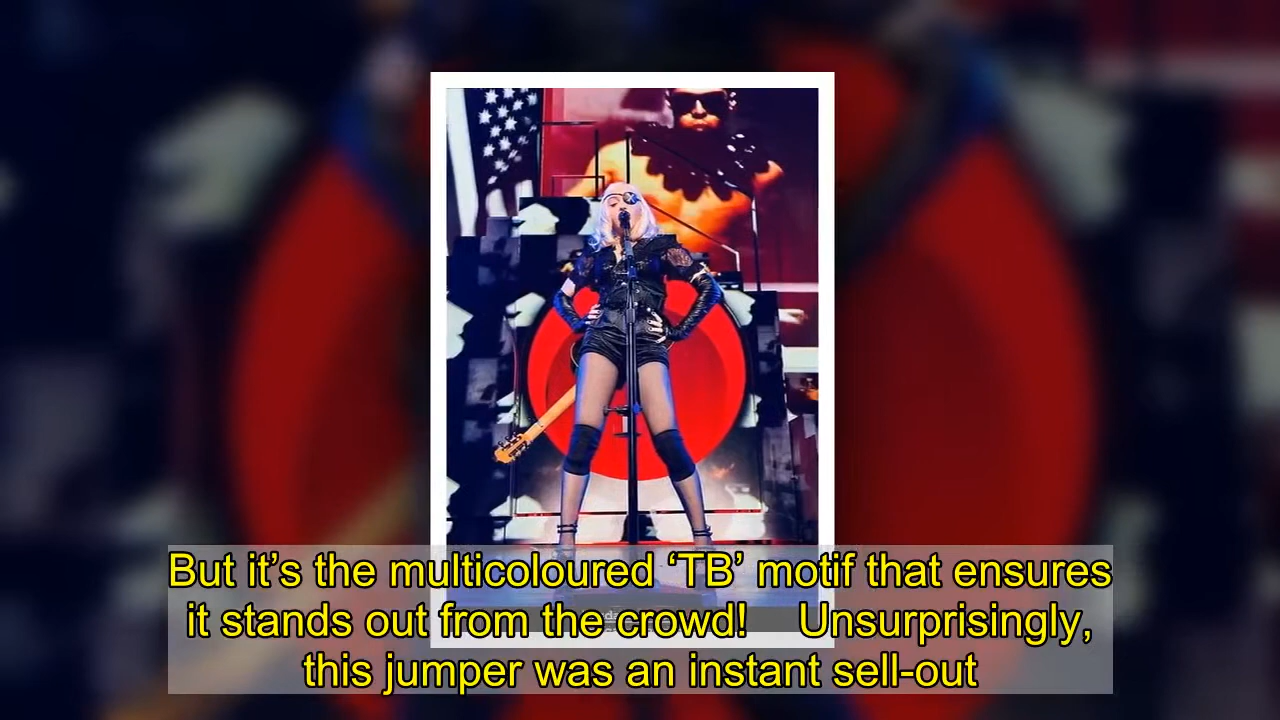 But it’s the multicoloured ‘TB’ motif that ensures
it stands out from the crowd! Unsurprisingly,
this jumper was an instant sell-out